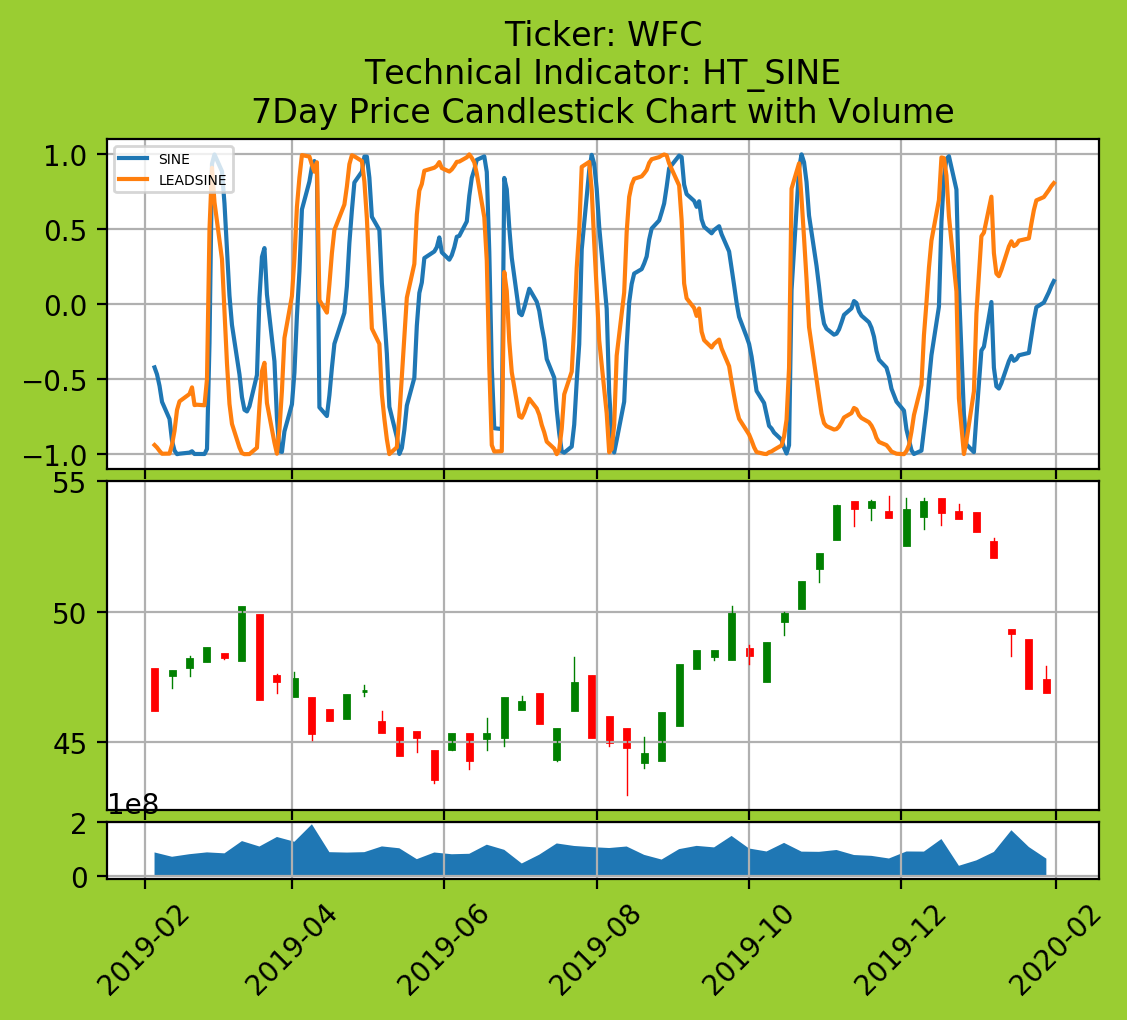 Ticker: WFC
Technical Indicator: HT_SINE
7Day Price Candlestick Chart with Volume
SINE
LEADSINE
1.0
0.5
0.0
−0.5
−1.0
55
50
45
1e8
2
0
2019-02
2019-04
2019-06
2019-08
2019-10
2019-12
2020-02